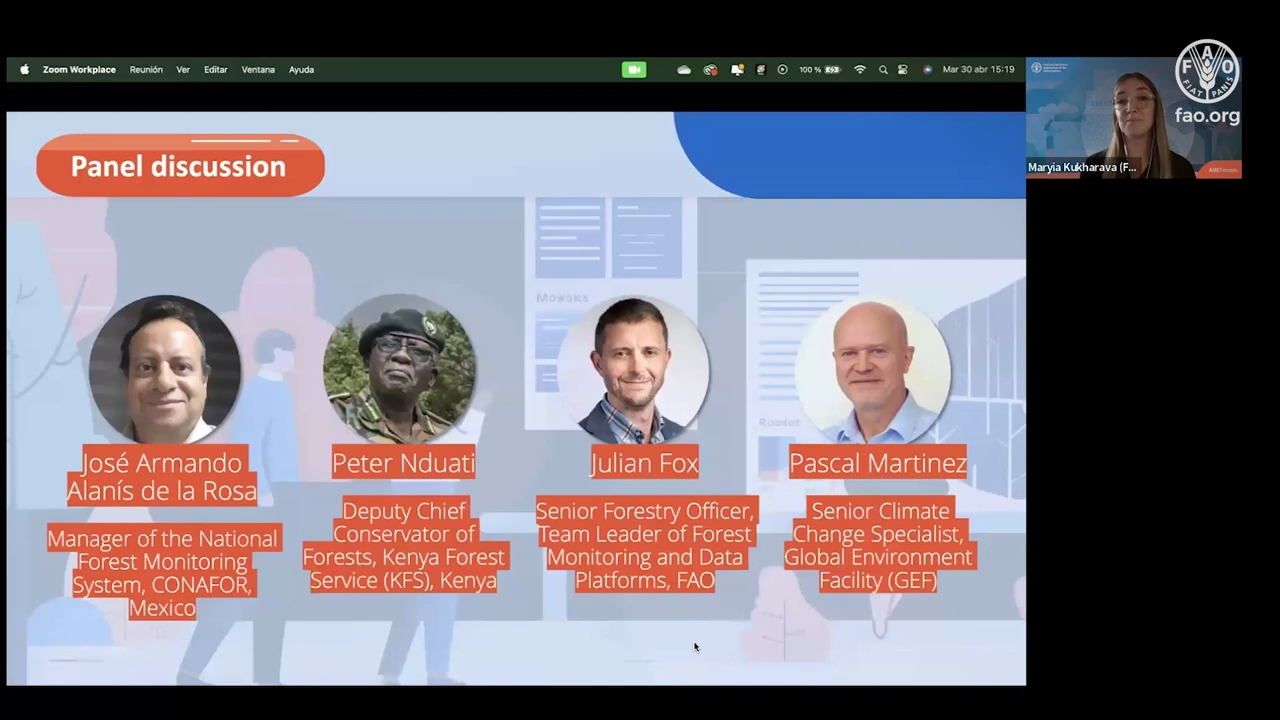 Zoom Workplace Reunión Ver Editar Ventana Ayuda
100 %
Mar 30 abr 15:19
FAO
FIAT PANIS
fao.org
Maryia Kukharava (F...
Panel discussion
José Armando
Alanís de la Rosa
Manager of the National
Forest Monitoring
System, CONAFOR,
Mexico
Peter Nduati
Deputy Chief
Conservator of
Forests, Kenya Forest
Service (KFS), Kenya
Julian Fox
Senior Forestry Officer,
Team Leader of Forest
Monitoring and Data
Platforms, FAO
Pascal Martinez
Senior Climate
Change Specialist,
Global Environment
Facility (GEF)